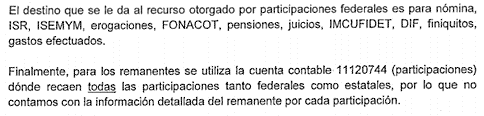 El destino que se le da al recurso otorgado por participaciones federales es para nómina,
ISR, ISEMYM, erogaciones, FONACOT, pensiones, juicios, IMCUFIDET, DIF, finiquitos,
gastos efectuados.
Finalmente, para los remanentes se utiliza la cuenta contable 11120744 (participaciones)
dónde recaen todas las participaciones tanto federales como estatales, por lo que no
contamos con la información detallada del remanente por cada participación.